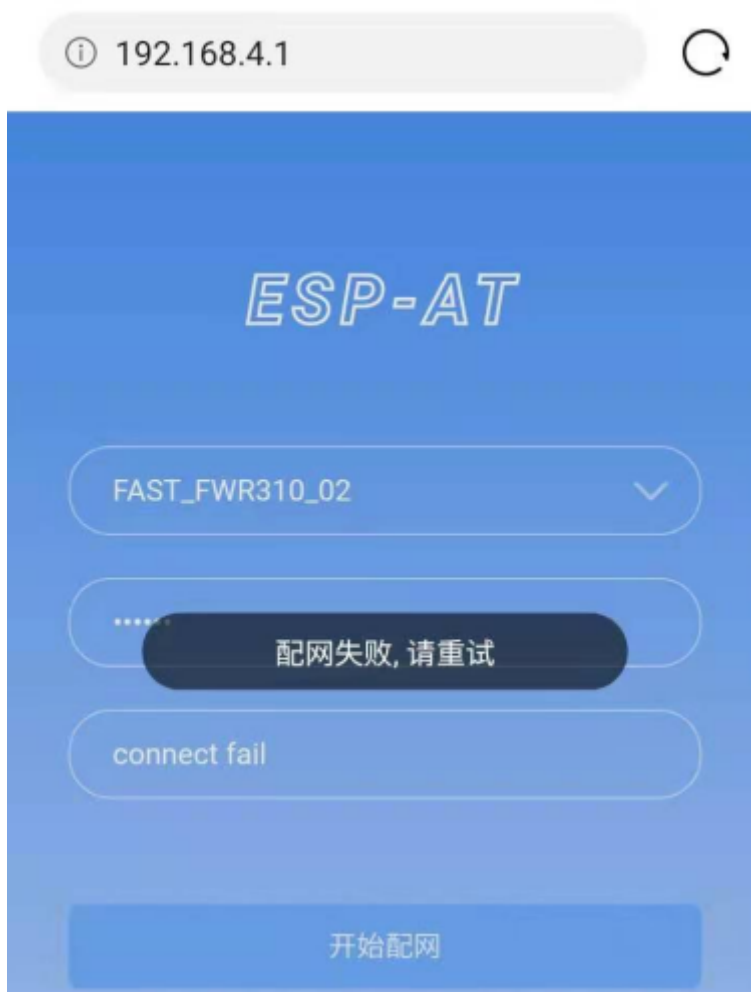 192.168.4.1
ESP-AT
FAST_FWR310_02
••••••
配网失败, 请重试
connect fail
开始配网